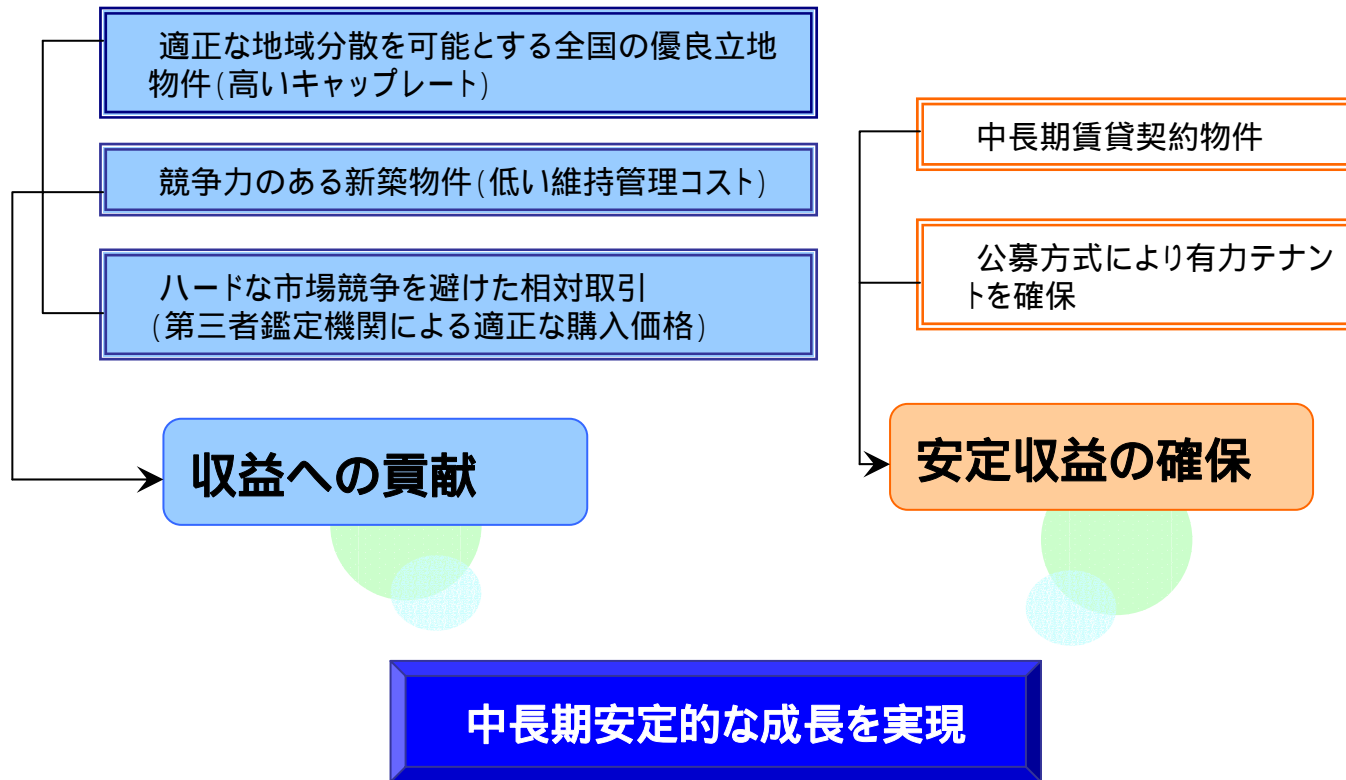 適正な地域分散を可能とする全国の優良立地
物件(高いキャップレート)
競争力のある新築物件(低い維持管理コスト)
ハードな市場競争を避けた相対取引
(第三者鑑定機関による適正な購入価格)
収益への貢献
中長期賃貸契約物件
公募方式により有力テナン
トを確保
安定収益の確保
中長期安定的な成長を実現